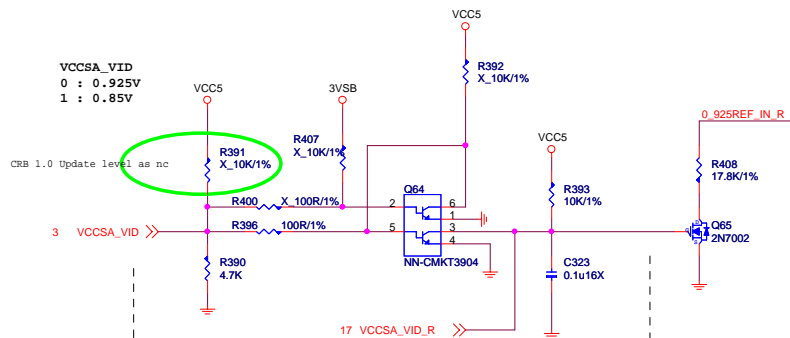 VCC5
VCCSA_VID
0 : 0.925V
1 : 0.85V
R392
X_10K/1%
VCC5
3VSB
0_925REF_IN_R
R407
X_10K/1%
VCC5
CRB 1.0 Update level as nc
R391
X_10K/1%
R408
17.8K/1%
Q64
R393
10K/1%
R400
X_100R/1%
2
6
1
3 VCCSA_VID
R396
100R/1%
5
3
4
Q65
2N7002
D
G
S
R390
4.7K
NN-CMKT3904
C323
0.1u16X
17 VCCSA_VID_R